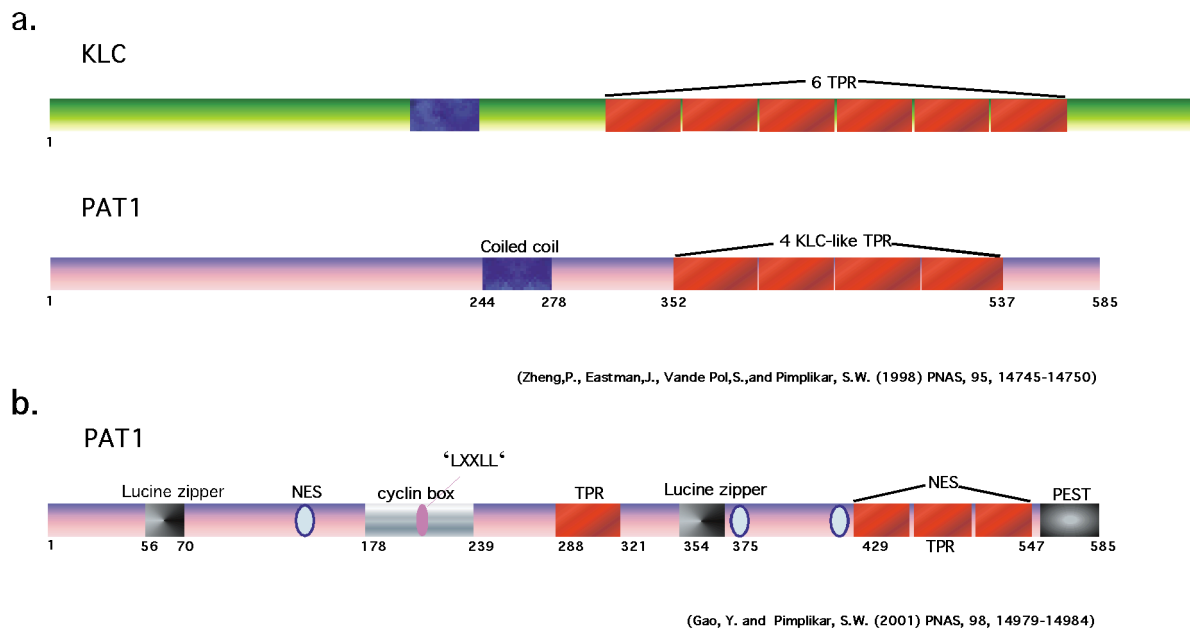 a.
KLC
6 TPR
1
PAT1
Coiled coil
4 KLC-like TPR
1 244 278 352 537 585
(Zheng,P., Eastman,J., Vande Pol,S.,and Pimplikar, S.W. (1998) PNAS, 95, 14745-14750)
b.
PAT1
‘LXXLL‘
Lucine zipper NES cyclin box TPR Lucine zipper NES PEST
1 56 70 178 239 288 321 354 375 429 TPR 547 585
(Gao, Y. and Pimplikar, S.W. (2001) PNAS, 98, 14979-14984)